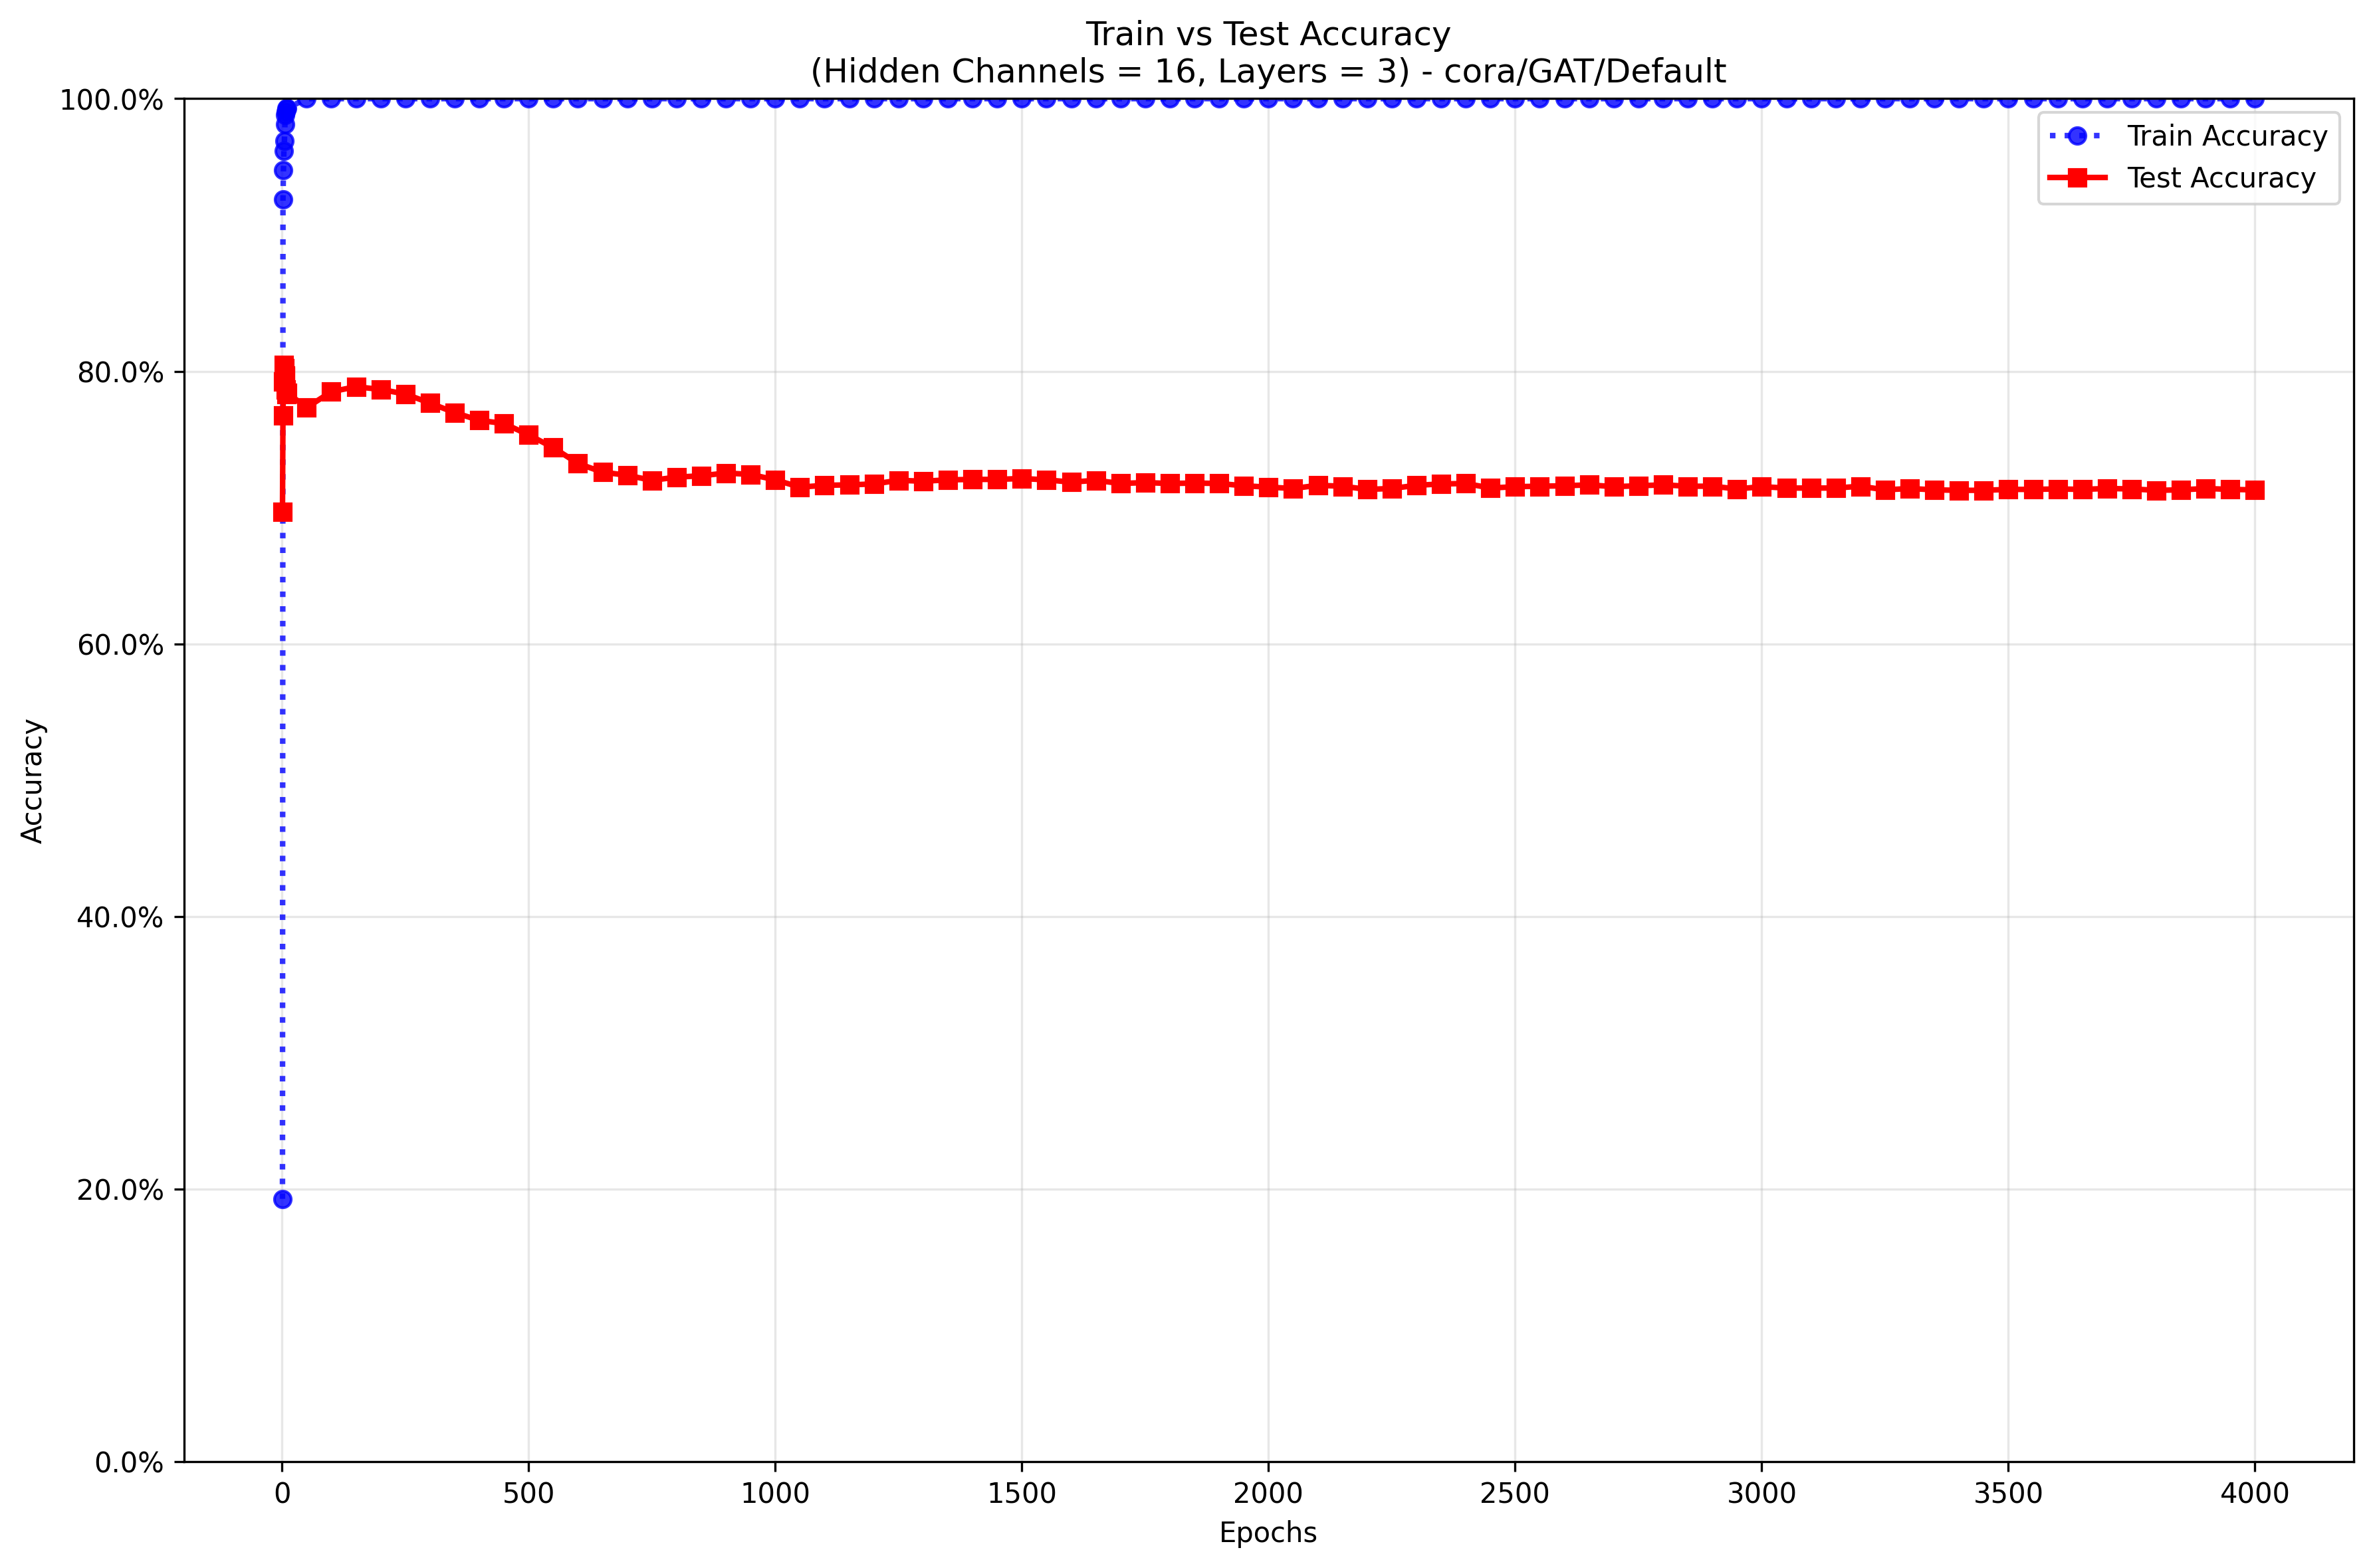 Train vs Test Accuracy
(Hidden Channels = 16, Layers = 3) - cora/GAT/Default
100.0%
80.0%
60.0%
40.0%
20.0%
0.0%
Accuracy
Train Accuracy
Test Accuracy
0 500 1000 1500 2000 2500 3000 3500 4000
Epochs